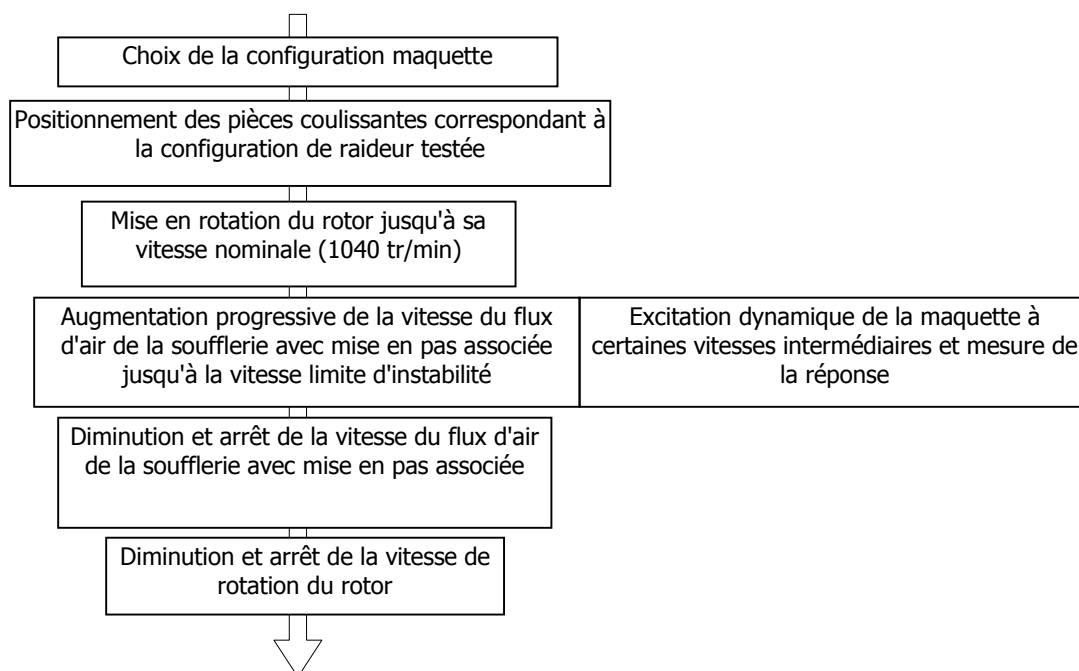 Choix de la configuration maquette
Positionnement des pièces coulissantes correspondant à
la configuration de raideur testée
Mise en rotation du rotor jusqu'à sa
vitesse nominale (1040 tr/min)
Augmentation progressive de la vitesse du flux
d'air de la soufflerie avec mise en pas associée
jusqu'à la vitesse limite d'instabilité
Excitation dynamique de la maquette à
certaines vitesses intermédiaires et mesure de
la réponse
Diminution et arrêt de la vitesse du flux d'air
de la soufflerie avec mise en pas associée
Diminution et arrêt de la vitesse de
rotation du rotor